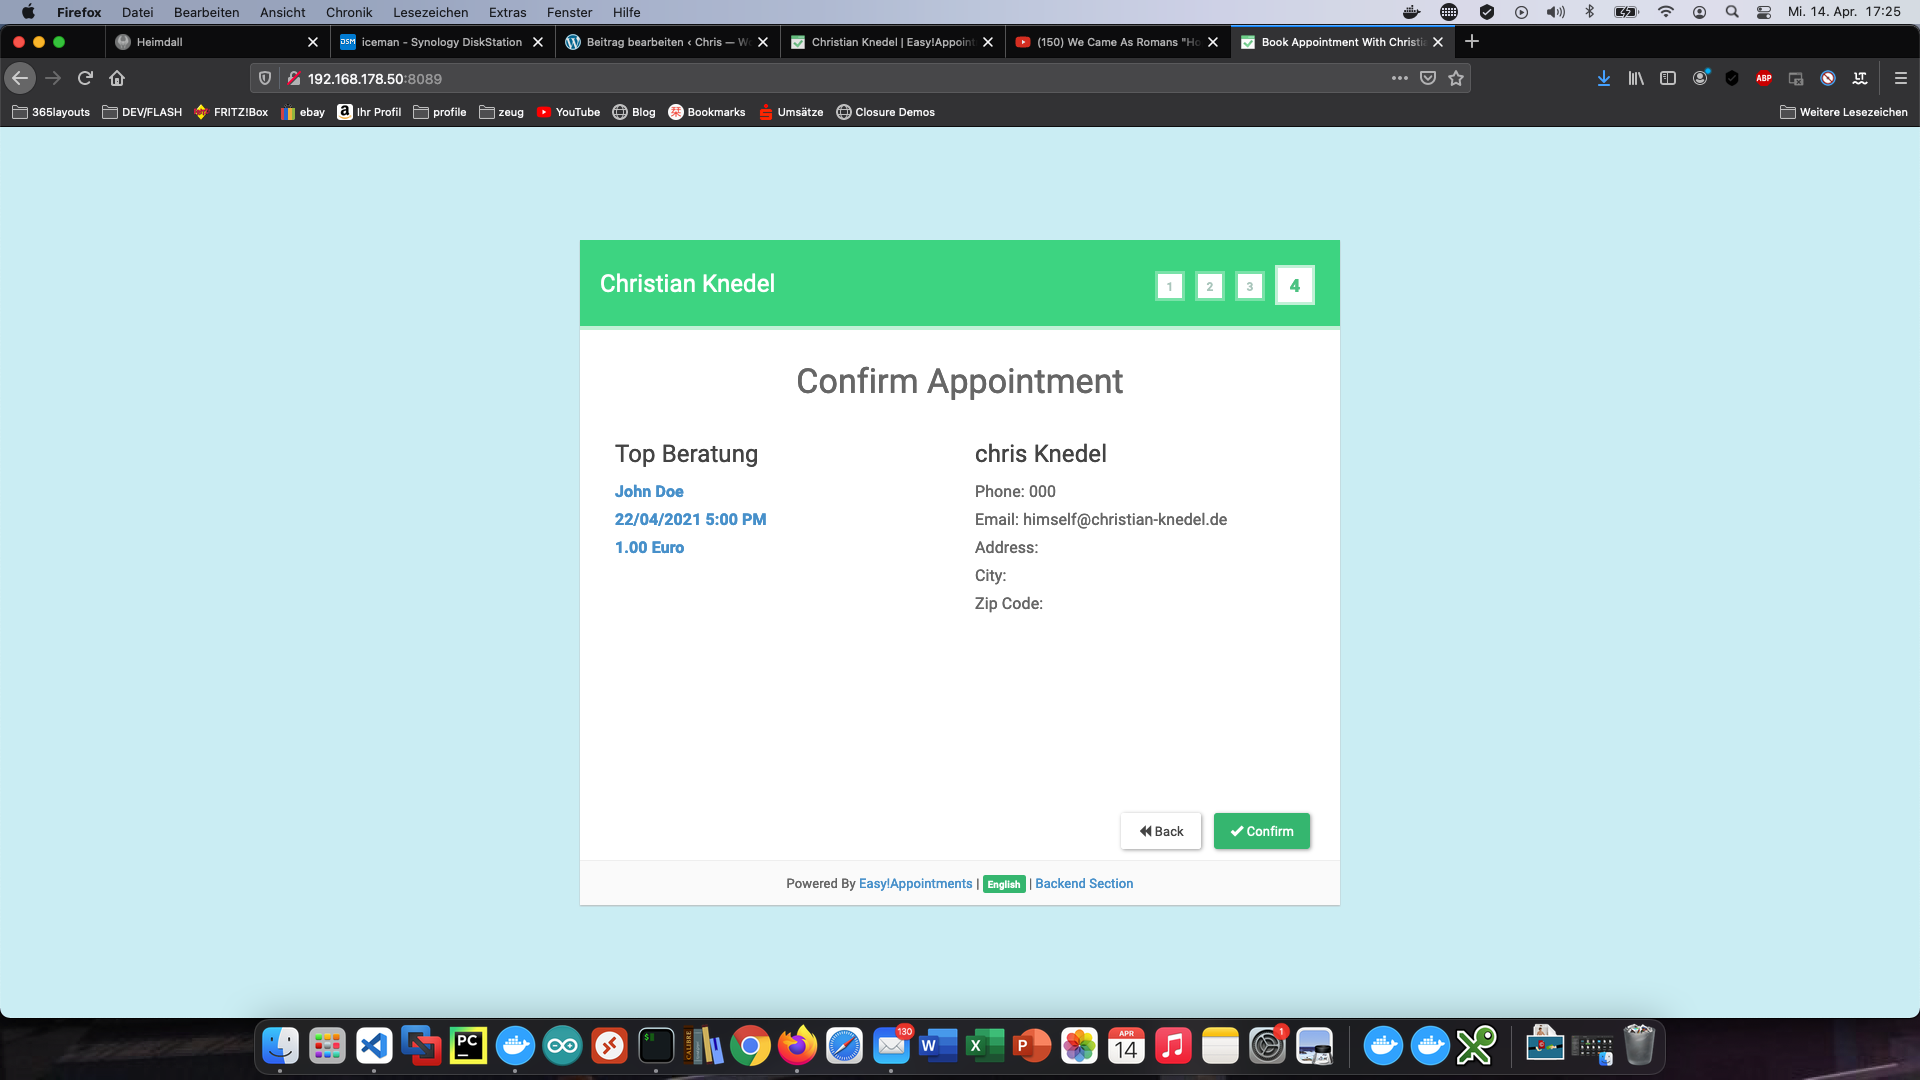 Firefox Datei Bearbeiten Ansicht Chronik Lesezeichen Extras Fenster Hilfe Mi. 14. Apr. 17:25
Heimdall iceman - Synology DiskStation Beitrag bearbeiten ‹ Chris — Wo Christian Knedel | Easy!Appoint (150) We Came As Romans "Ho Book Appointment With Christia
192.168.178.50:8089 ABP
365layouts DEV/FLASH FRITZ!Box ebay Ihr Profil profile zeug YouTube Blog Bookmarks Umsätze Closure Demos Weitere Lesezeichen
Christian Knedel 1 2 3 4
Confirm Appointment
Top Beratung
John Doe
22/04/2021 5:00 PM
1.00 Euro
chris Knedel
Phone: 000
Email: himself@christian-knedel.de
Address:
City:
Zip Code:
Back Confirm
Powered By Easy!Appointments | English | Backend Section
PC CALIBRE 130 W X P APR 14 1